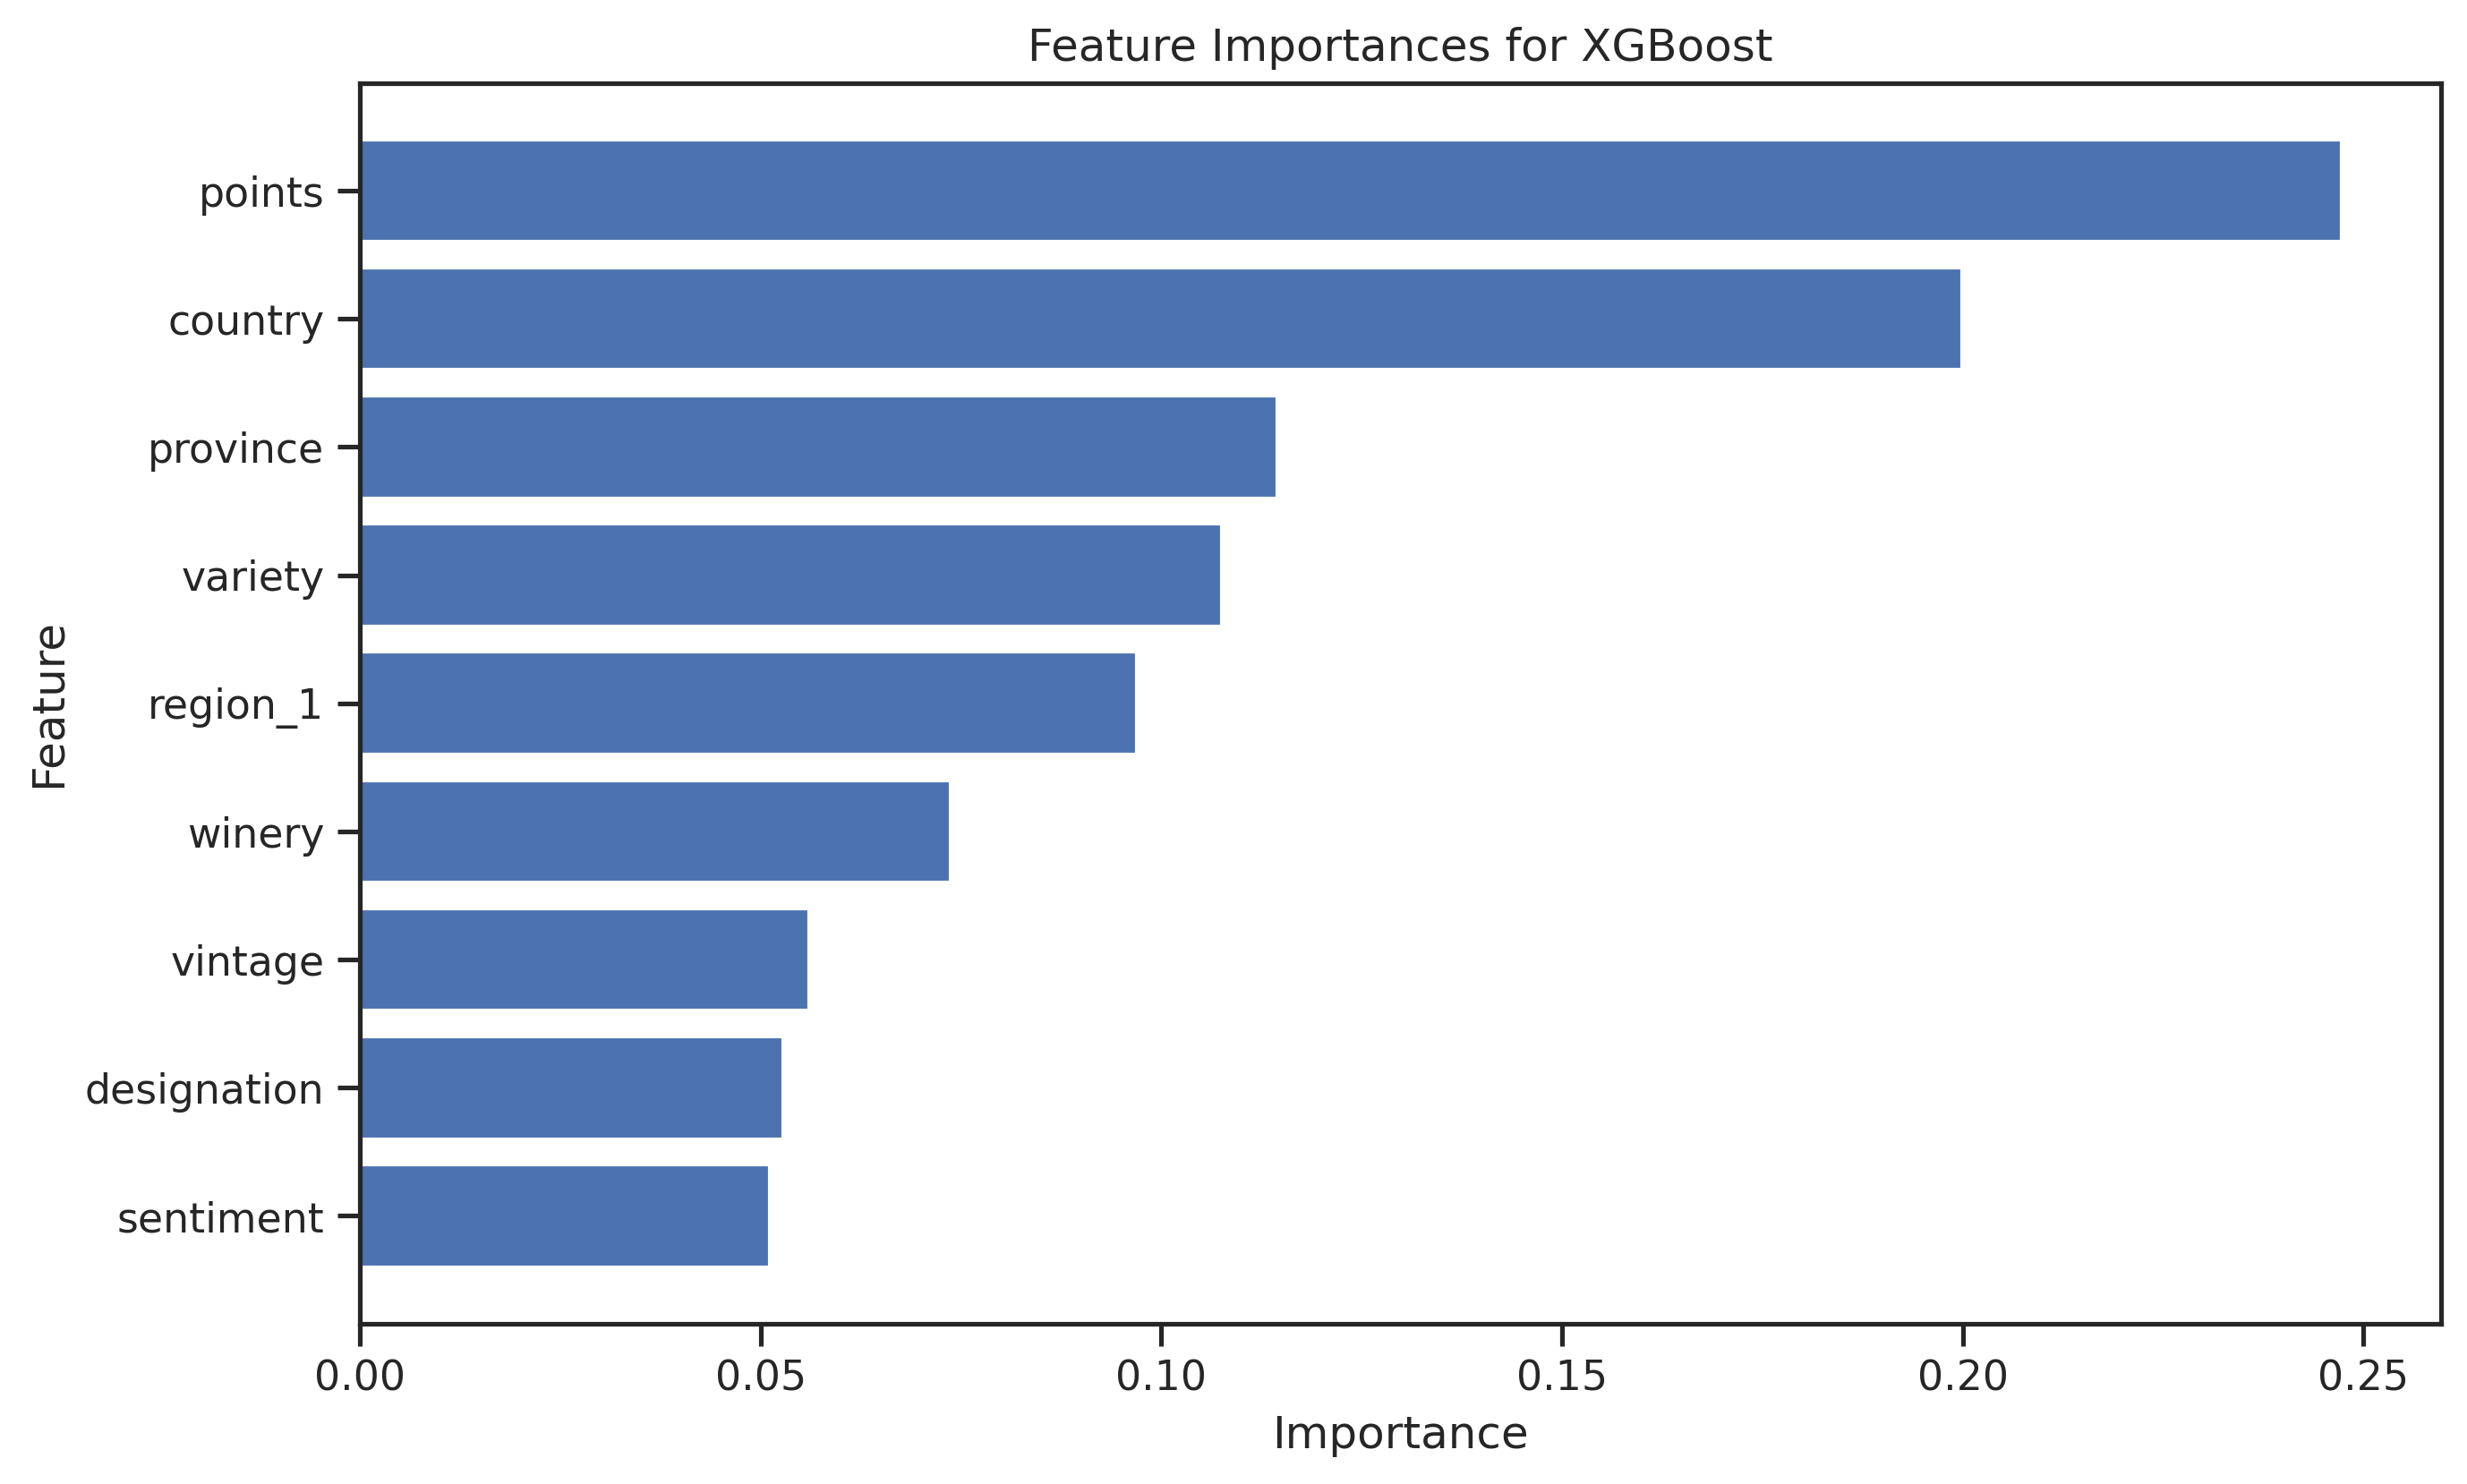 Feature Importances for XGBoost
Feature
points
country
province
variety
region_1
winery
vintage
designation
sentiment
0.00 0.05 0.10 0.15 0.20 0.25
Importance